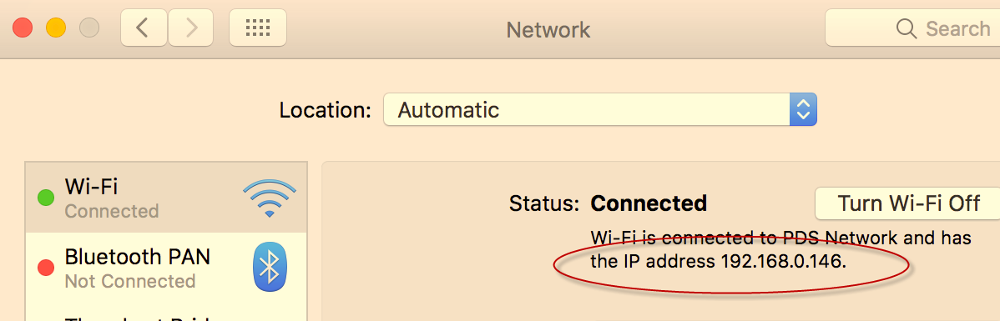 Network
Search
Location:
Automatic
Wi-Fi
Connected
Bluetooth PAN
Not Connected
Status: Connected
Turn Wi-Fi Off
Wi-Fi is connected to PDS Network and has
the IP address 192.168.0.146.